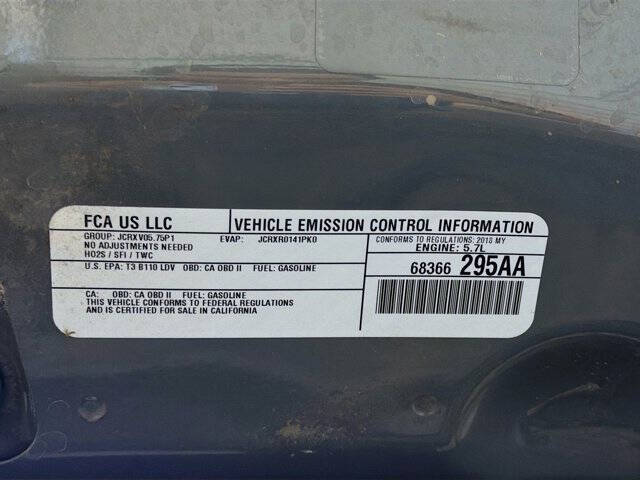 FCA US LLC
VEHICLE EMISSION CONTROL INFORMATION
GROUP: JCRXV05.75P1 EVAP: JCRXR0141PK0
NO ADJUSTMENTS NEEDED
HO2S / SFI / TWC
CONFORMS TO REGULATIONS: 2018 MY
ENGINE: 5.7L
U.S. EPA: T3 B110 LDV OBD: CA OBD II FUEL: GASOLINE
68366 295AA
CA: OBD: CA OBD II FUEL: GASOLINE
THIS VEHICLE CONFORMS TO FEDERAL REGULATIONS
AND IS CERTIFIED FOR SALE IN CALIFORNIA